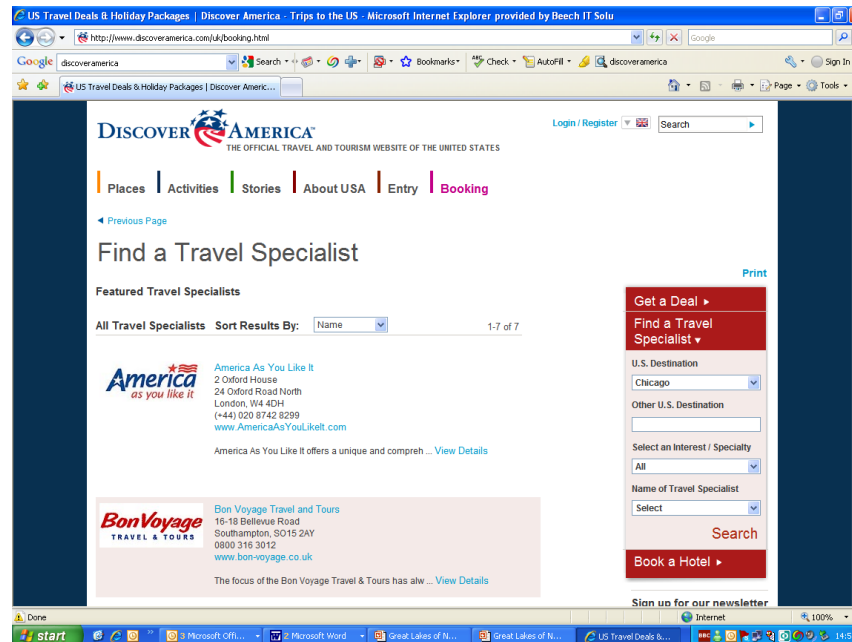 US Travel Deals & Holiday Packages | Discover America - Trips to the US - Microsoft Internet Explorer provided by Beech IT Solu
http://www.discoveramerica.com/uk/booking.html
Google
Google discoveramerica Search Bookmarks Check AutoFill discoveramerica Sign In
US Travel Deals & Holiday Packages | Discover Americ... Page Tools
DISCOVER AMERICA
THE OFFICIAL TRAVEL AND TOURISM WEBSITE OF THE UNITED STATES
Login / Register Search
Places Activities Stories About USA Entry Booking
Previous Page
Find a Travel Specialist
Print
Featured Travel Specialists
All Travel Specialists Sort Results By: Name 1-7 of 7
America
as you like it
America As You Like It
2 Oxford House
24 Oxford Road North
London, W4 4DH
(+44) 020 8742 8299
www.AmericaAsYouLikeIt.com
America As You Like It offers a unique and compreh ... View Details
Bon Voyage
TRAVEL & TOURS
Bon Voyage Travel and Tours
16-18 Bellevue Road
Southampton, SO15 2AY
0800 316 3012
www.bon-voyage.co.uk
The focus of the Bon Voyage Travel & Tours has alw ... View Details
Get a Deal
Find a Travel
Specialist
U.S. Destination
Chicago
Other U.S. Destination
Select an Interest / Specialty
All
Name of Travel Specialist
Select
Search
Book a Hotel
Sign up for our newsletter
Done Internet 100%
start 3 Microsoft Offi... 2 Microsoft Word Great Lakes of N... Great Lakes of N... US Travel Deals &...